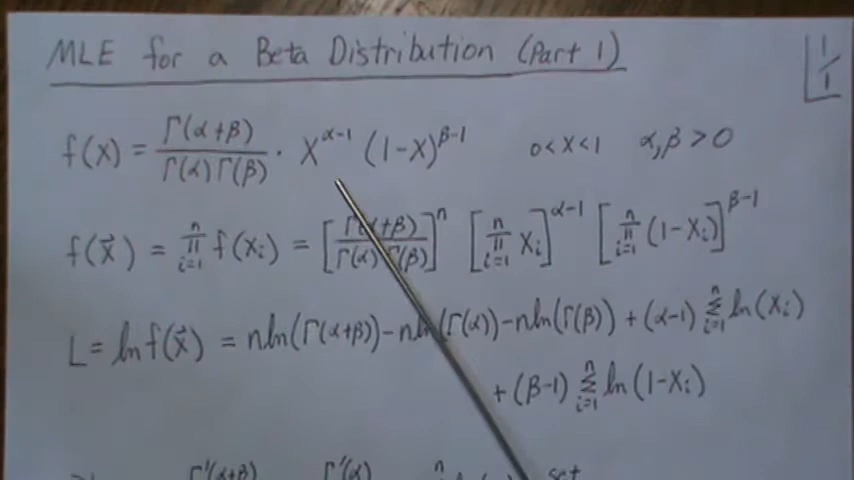 MLE for a Beta Distribution (Part 1) 1/1
f(x) = Γ(α+β)/Γ(α)Γ(β) · X^(α-1) (1-X)^(β-1) 0<X<1 α,β>0
f(x⃗) = ∏_{i=1}^{n} f(x_i) = [Γ(α+β)/Γ(α)Γ(β)]^n [∏_{i=1}^{n} X_i]^(α-1) [∏_{i=1}^{n} (1-X_i)]^(β-1)
L = ln f(x⃗) = n ln(Γ(α+β)) - n ln(Γ(α)) - n ln(Γ(β)) + (α-1) Σ_{i=1}^{n} ln(X_i)
+ (β-1) Σ_{i=1}^{n} ln(1-X_i)
Γ'(α+β) Γ'(α) n set